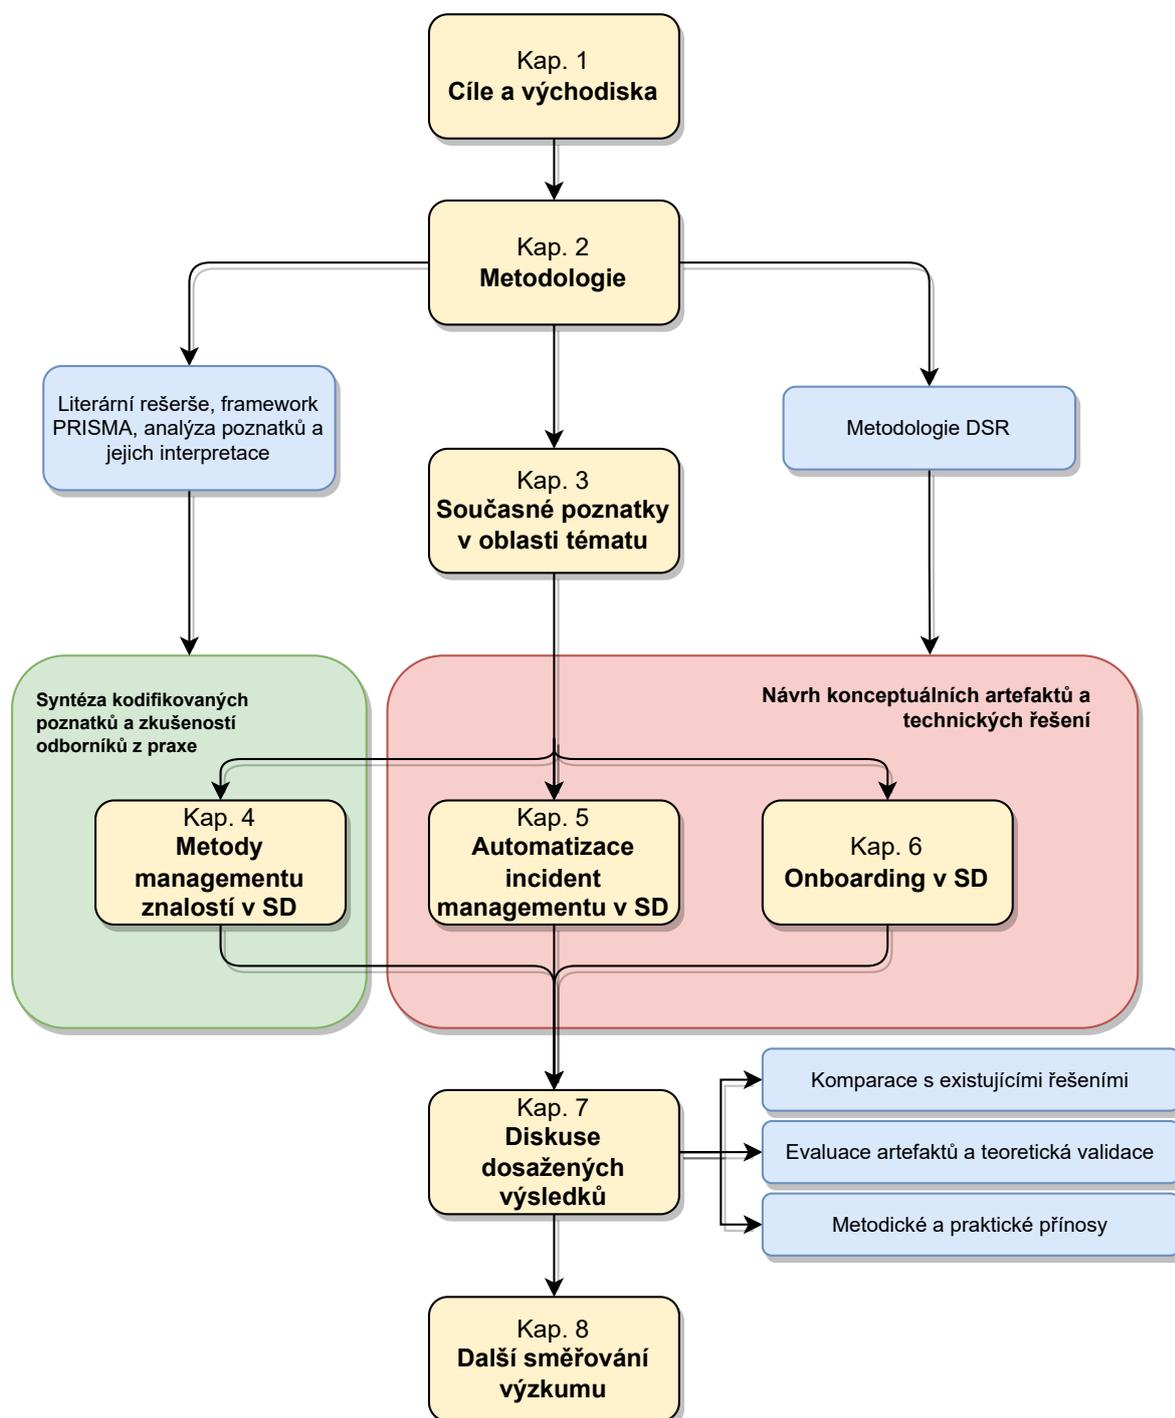 Kap. 1
Cíle a východiska
Kap. 2
Metodologie
Literární rešerše, framework
PRISMA, analýza poznatků a
jejich interpretace
Metodologie DSR
Kap. 3
Současné poznatky
v oblasti tématu
Syntéza kodifikovaných
poznatků a zkušeností
odborníků z praxe
Návrh konceptuálních artefaktů a
technických řešení
Kap. 4
Metody
managementu
znalostí v SD
Kap. 5
Automatizace
incident
managementu v SD
Kap. 6
Onboarding v SD
Kap. 7
Diskuse
dosažených
výsledků
Komparace s existujícími řešeními
Evaluace artefaktů a teoretická validace
Metodické a praktické přínosy
Kap. 8
Další směřování
výzkumu